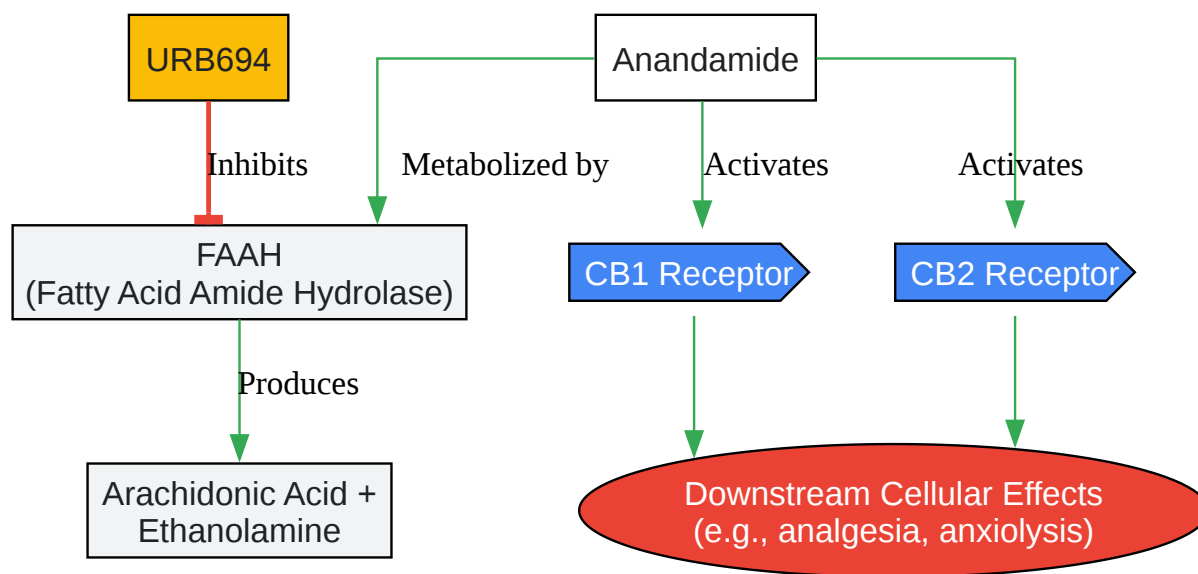 URB694
Anandamide
Inhibits
Metabolized by
Activates
Activates
FAAH
(Fatty Acid Amide Hydrolase)
CB1 Receptor
CB2 Receptor
Produces
Arachidonic Acid +
Ethanolamine
Downstream Cellular Effects
(e.g., analgesia, anxiolysis)